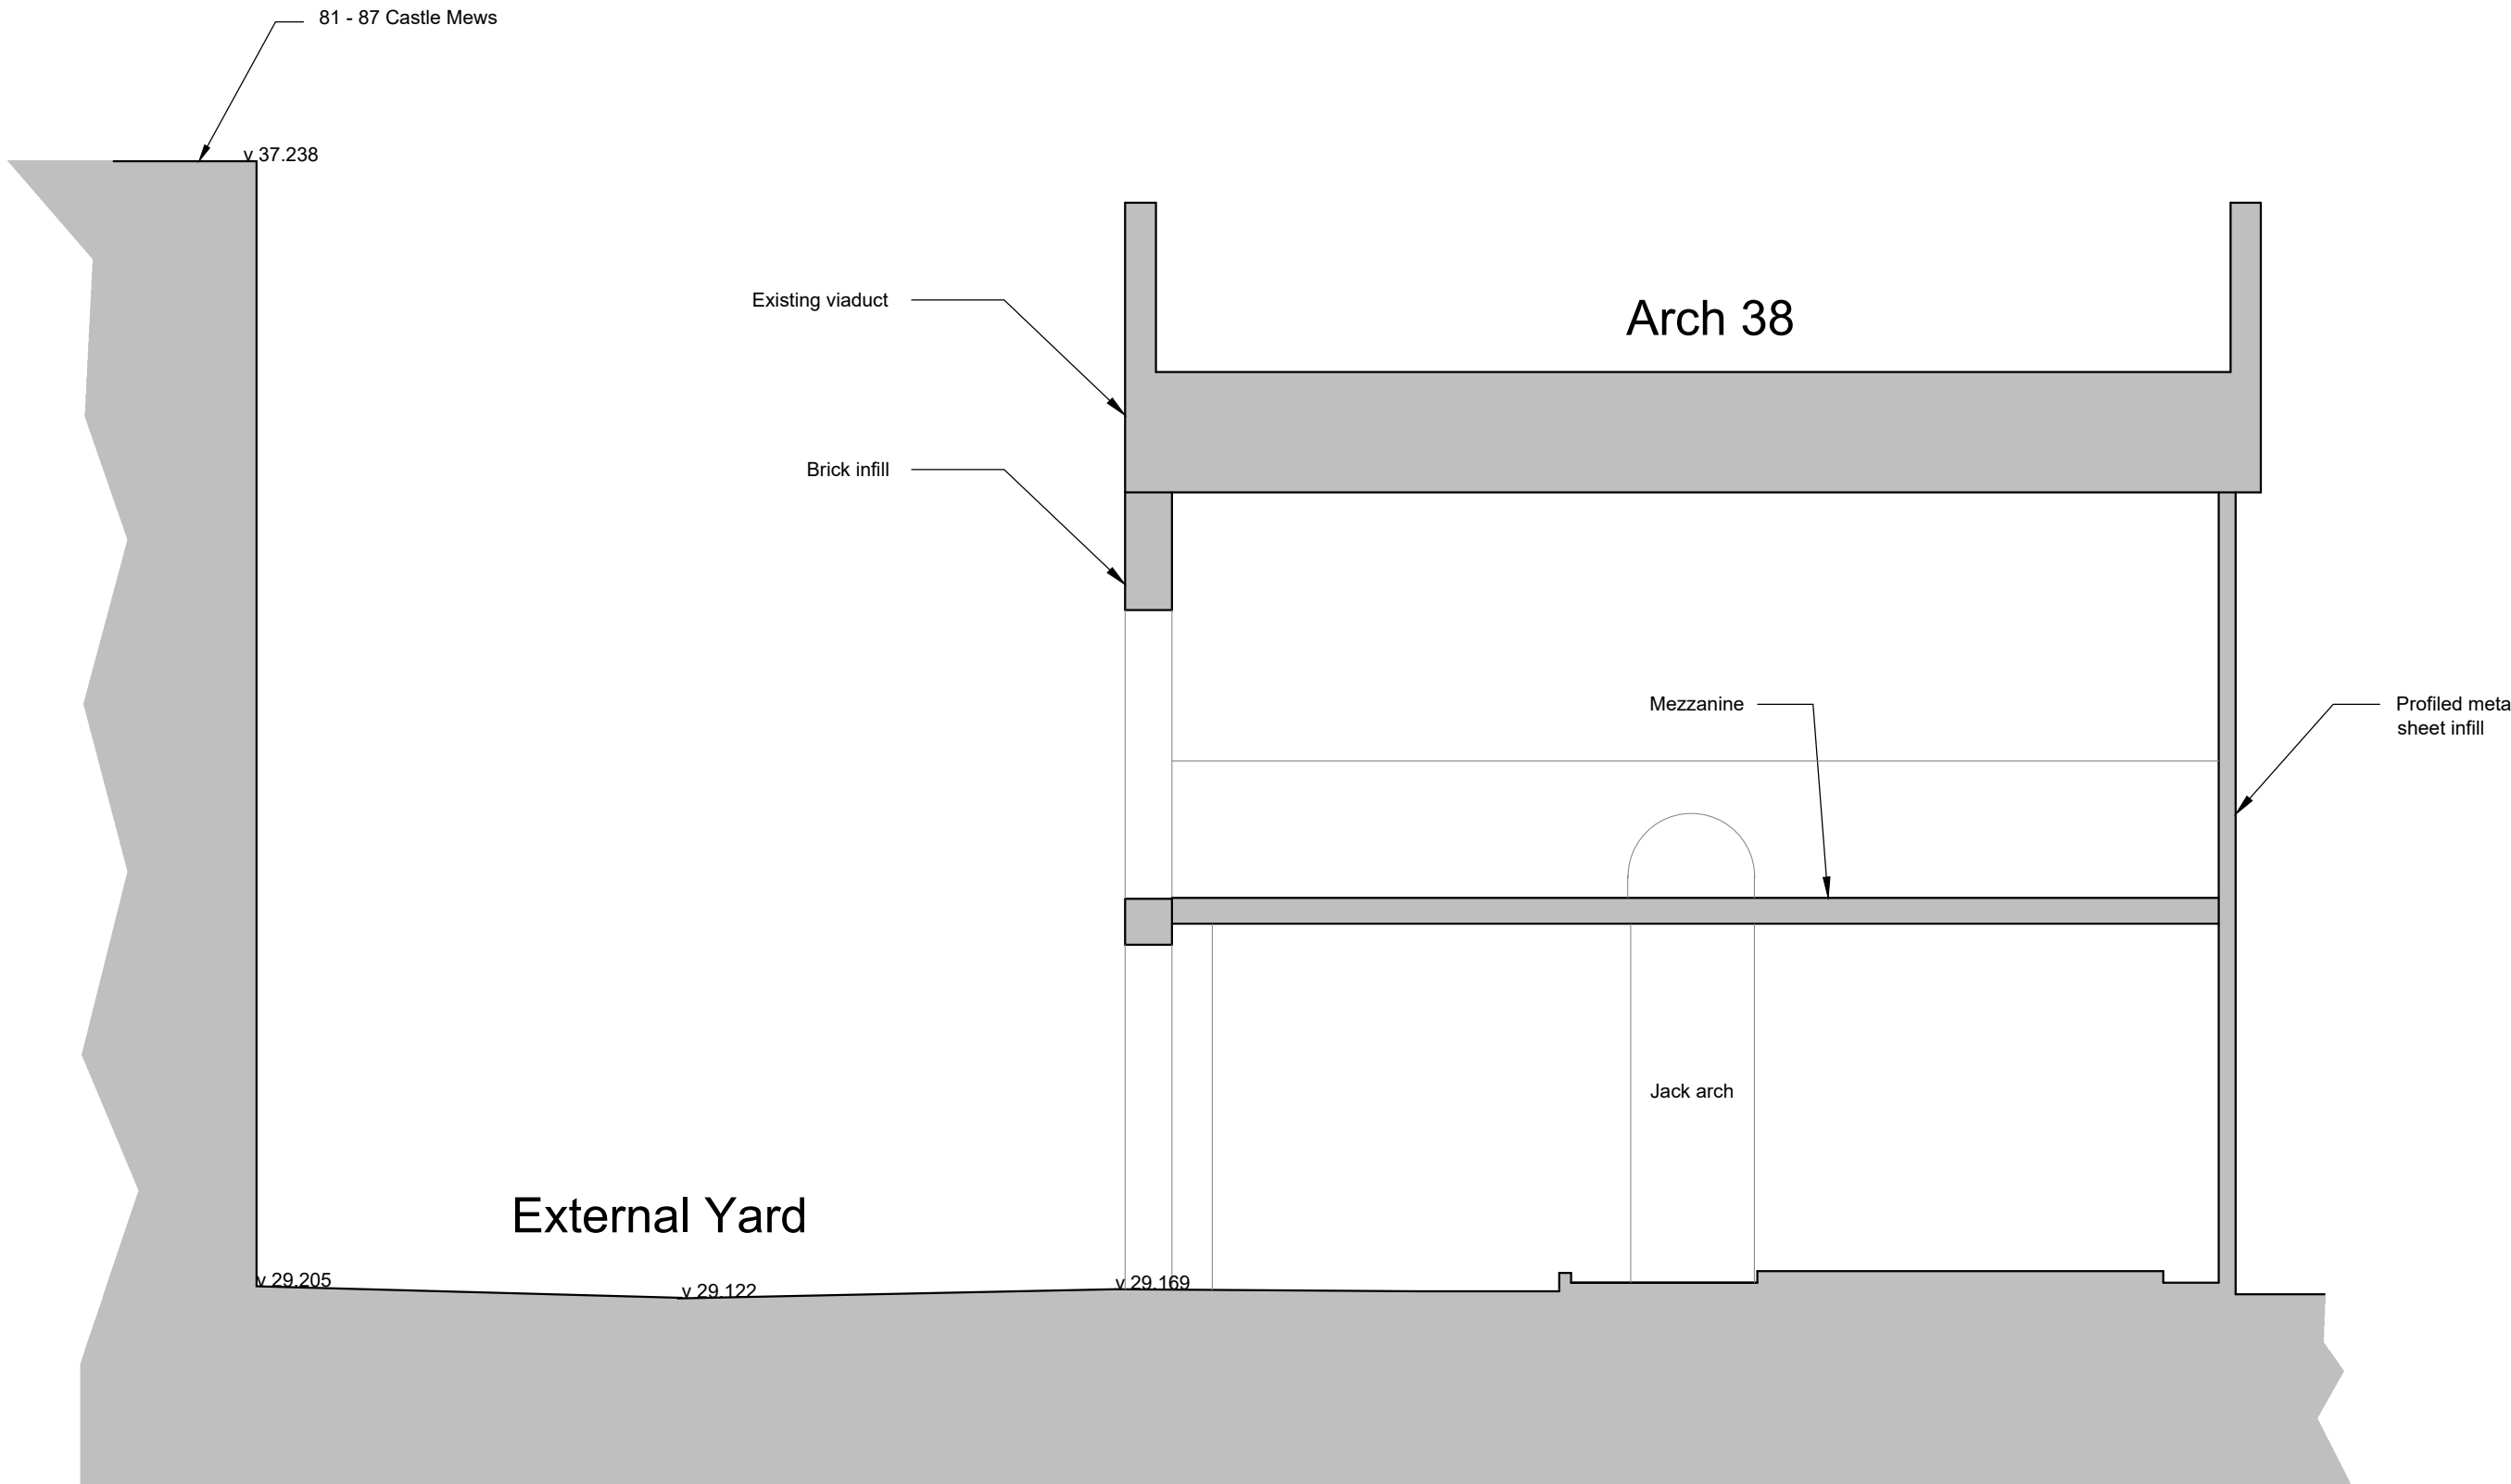 81 - 87 Castle Mews
v 37.238
Existing viaduct
Arch 38
Brick infill
Mezzanine
Profiled meta
sheet infill
Jack arch
External Yard
v 29.205
v 29.122
v 29.169